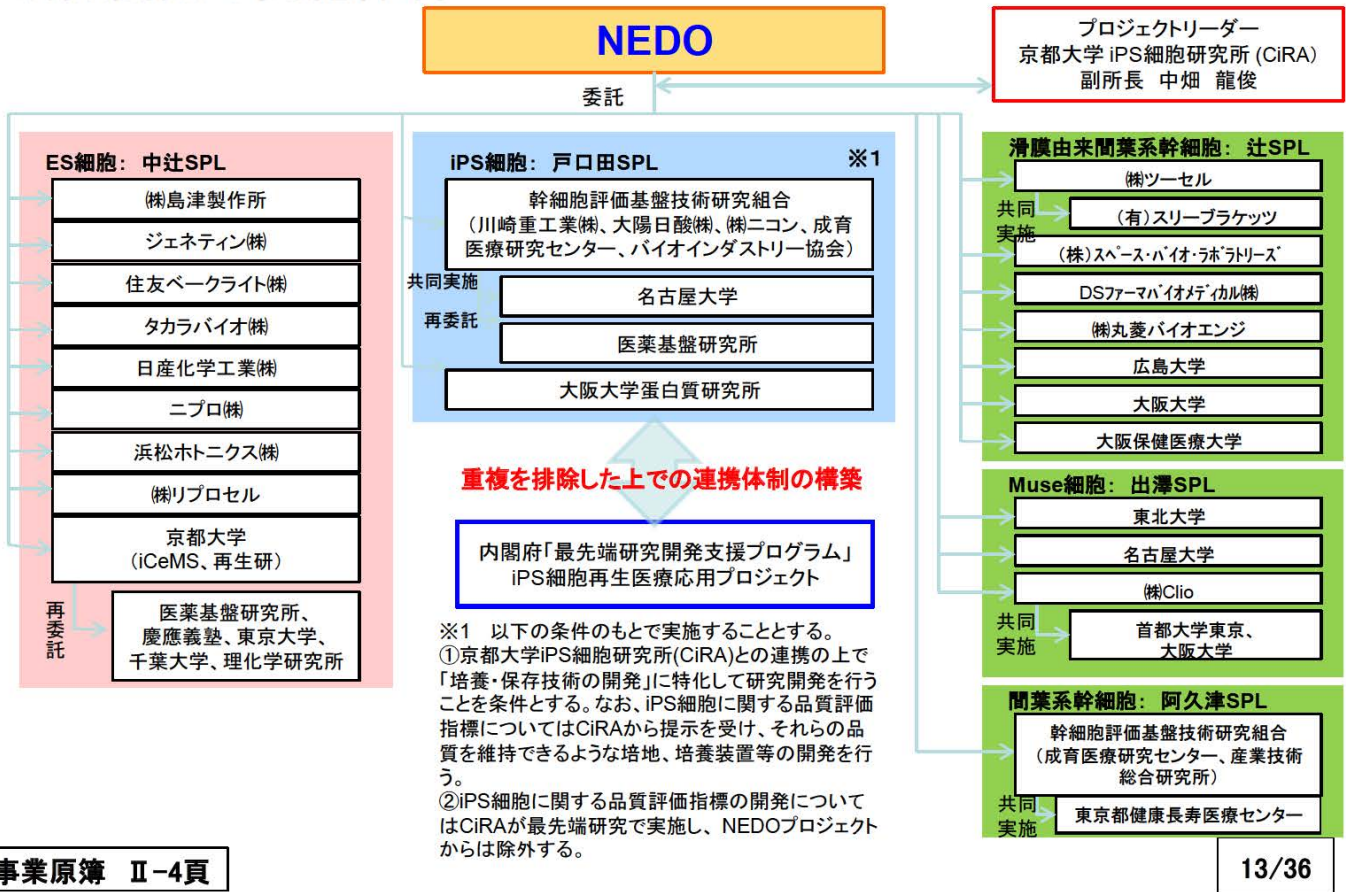 NEDO
プロジェクトリーダー
京都大学 iPS細胞研究所 (CiRA)
副所長 中畑 龍俊
委託
ES細胞: 中辻SPL
㈱島津製作所
ジェネティン㈱
住友ベークライト㈱
タカラバイオ㈱
日産化学工業㈱
ニプロ㈱
浜松ホトニクス㈱
㈱リプロセル
京都大学
(iCeMS、再生研)
再委託
医薬基盤研究所、
慶應義塾、東京大学、
千葉大学、理化学研究所
iPS細胞: 戸口田SPL
※1
幹細胞評価基盤技術研究組合
(川崎重工業㈱、大陽日酸㈱、㈱ニコン、成育
医療研究センター、バイオインダストリー協会)
共同実施
名古屋大学
再委託
医薬基盤研究所
大阪大学蛋白質研究所
重複を排除した上での連携体制の構築
内閣府「最先端研究開発支援プログラム」
iPS細胞再生医療応用プロジェクト
※1 以下の条件のもとで実施することとする。
①京都大学iPS細胞研究所(CiRA)との連携の上で
「培養・保存技術の開発」に特化して研究開発を行う
ことを条件とする。なお、iPS細胞に関する品質評価
指標についてはCiRAから提示を受け、それらの品
質を維持できるような培地、培養装置等の開発を行
う。
②iPS細胞に関する品質評価指標の開発について
はCiRAが最先端研究で実施し、NEDOプロジェクト
からは除外する。
滑膜由来間葉系幹細胞: 辻SPL
㈱ツーセル
共同
実施
(有)スリーブラケッツ
(株)スペース・バイオ・ラボラトリーズ
DSファーマバイオメディカル㈱
㈱丸菱バイオエンジ
広島大学
大阪大学
大阪保健医療大学
Muse細胞: 出澤SPL
東北大学
名古屋大学
㈱Clio
共同
実施
首都大学東京、
大阪大学
間葉系幹細胞: 阿久津SPL
幹細胞評価基盤技術研究組合
(成育医療研究センター、産業技術
総合研究所)
共同
実施
東京都健康長寿医療センター
事業原簿 Ⅱ-4頁
13/36